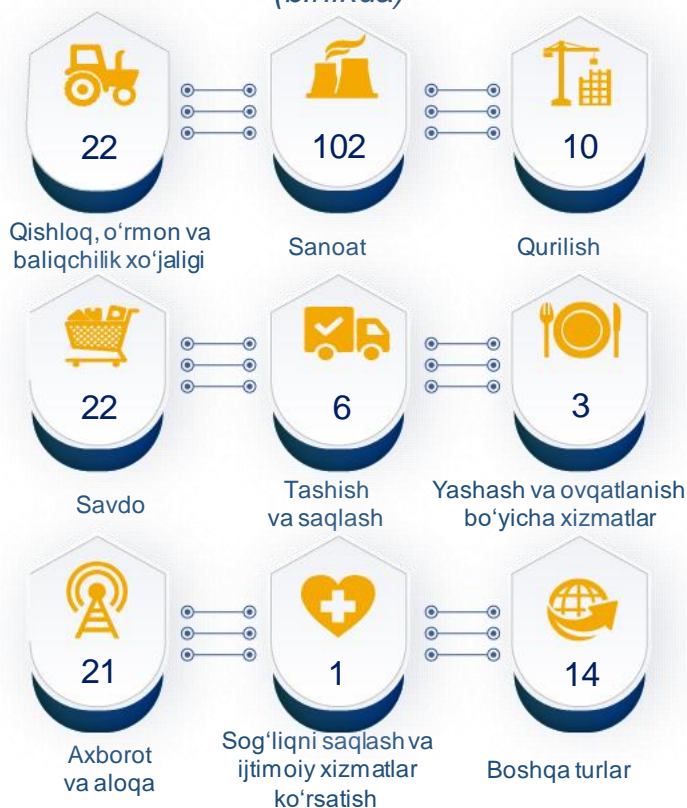 (birlikda)
22
102
10
Qishloq, o‘rmon va
baliqchilik xo‘jaligi
Sanoat
Qurilish
22
6
3
Savdo
Tashish
va saqlash
Yashash va ovqatlanish
bo‘yicha xizmatlar
21
1
14
Axborot
va aloqa
Sog‘liqni saqlash va
ijtimoiy xizmatlar
ko‘rsatish
Boshqa turlar